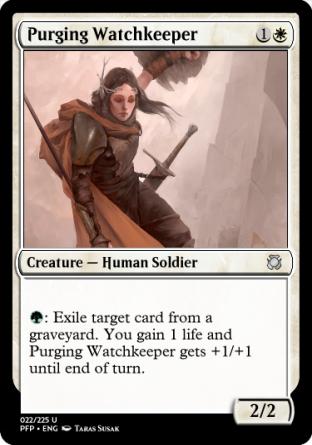 Purging Watchkeeper 1
Creature — Human Soldier
: Exile target card from a
graveyard. You gain 1 life and
Purging Watchkeeper gets +1/+1
until end of turn.
2/2
022/225 U
PFP • ENG Taras Susak